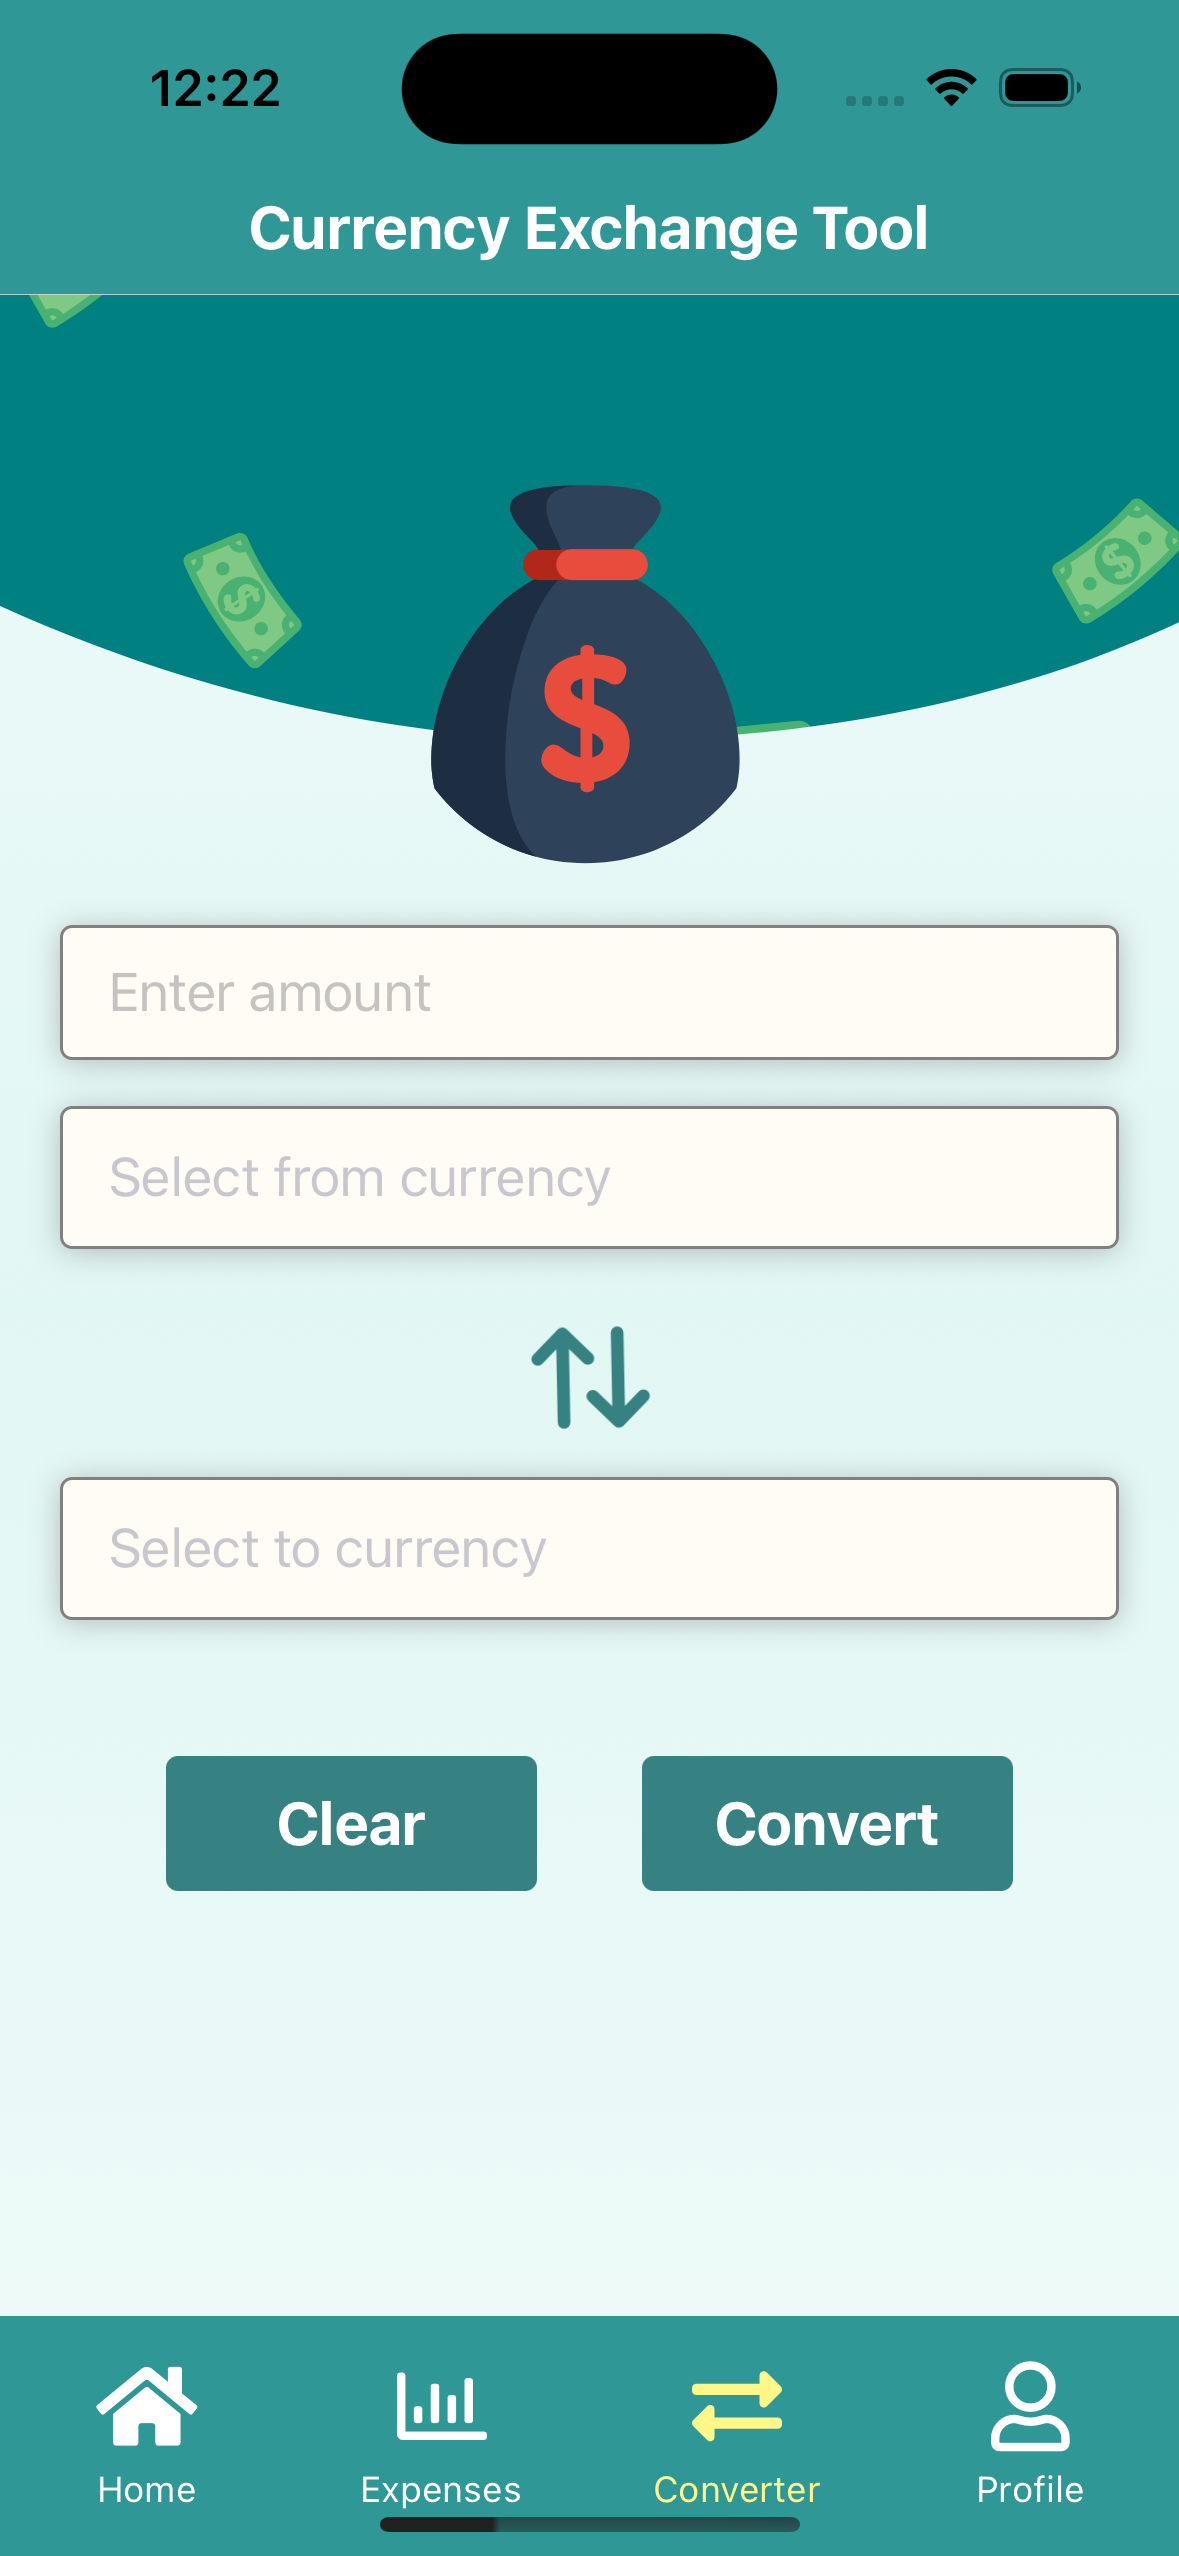 12:22
Currency Exchange Tool
$
$
$
Enter amount
Select from currency
Select to currency
Clear Convert
Home Expenses Converter Profile